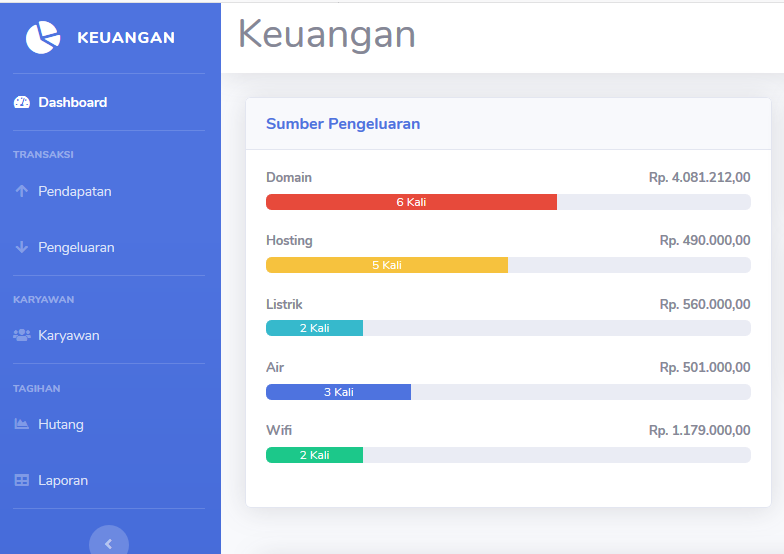 KEUANGAN
Dashboard
TRANSAKSI
Pendapatan
Pengeluaran
KARYAWAN
Karyawan
TAGIHAN
Hutang
Laporan
Keuangan
Sumber Pengeluaran
Domain Rp. 4.081.212,00
6 Kali
Hosting Rp. 490.000,00
5 Kali
Listrik Rp. 560.000,00
2 Kali
Air Rp. 501.000,00
3 Kali
Wifi Rp. 1.179.000,00
2 Kali